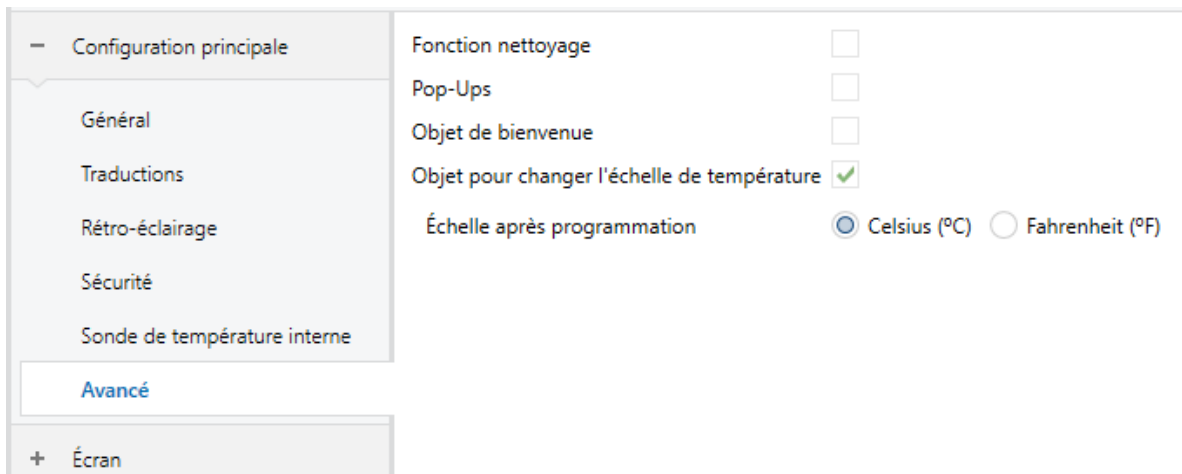 Configuration principale
Général
Traductions
Rétro-éclairage
Sécurité
Sonde de température interne
Avancé
Écran
Fonction nettoyage
Pop-Ups
Objet de bienvenue
Objet pour changer l'échelle de température
Échelle après programmation Celsius (ºC) Fahrenheit (ºF)